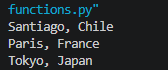 functions.py"
Santiago, Chile
Paris, France
Tokyo, Japan